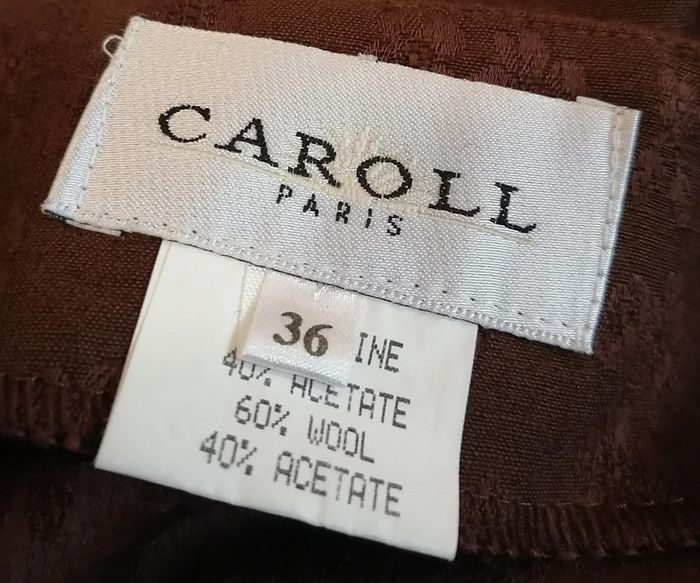 CAROLL
PARIS
36
INE
40% ACETATE
60% WOOL
40% ACETATE